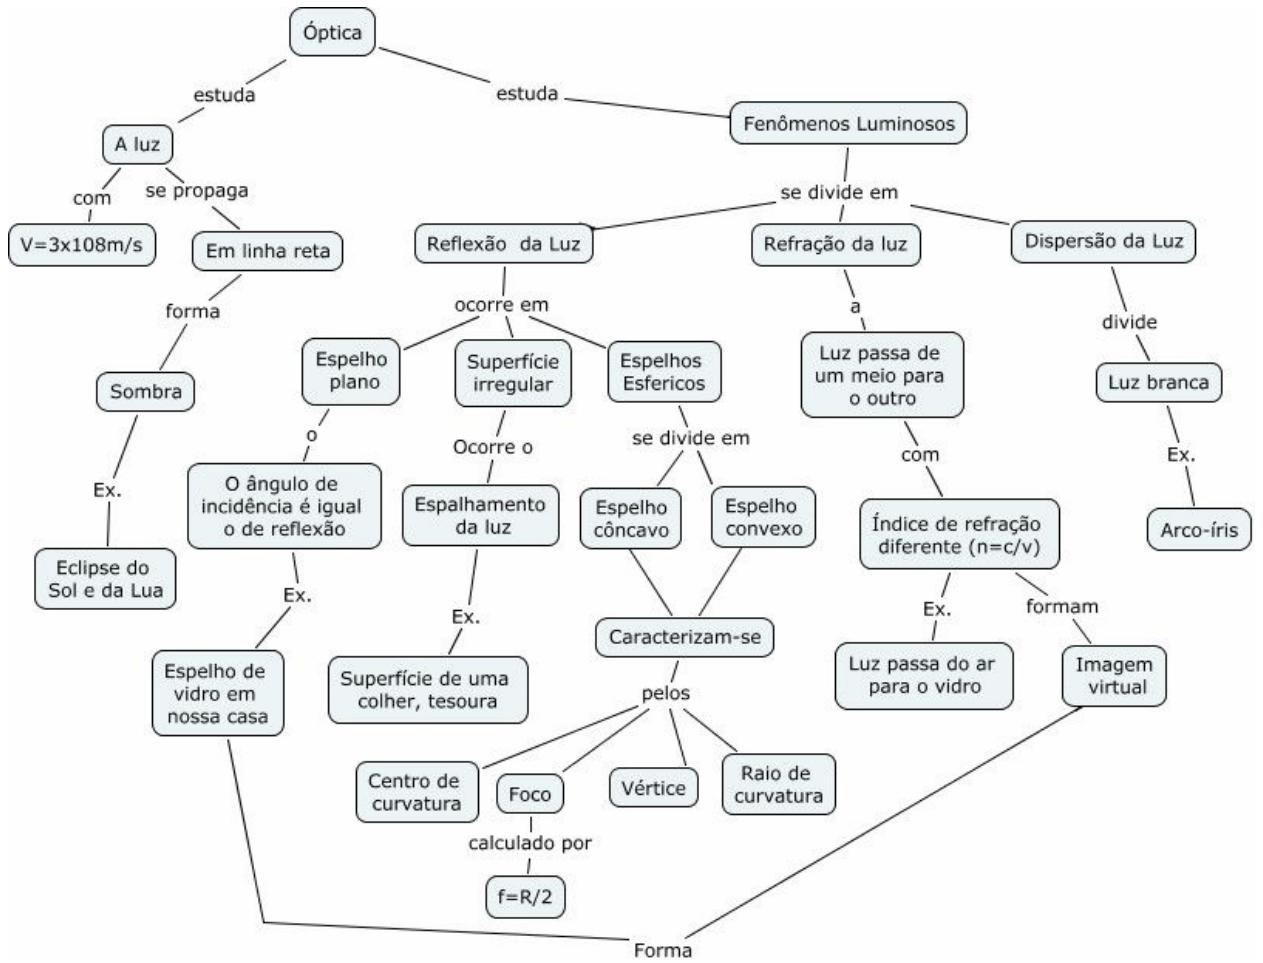 Óptica
estuda
estuda
Fenômenos Luminosos
A luz
com
se propaga
se divide em
V=3x108m/s
Em linha reta
Reflexão  da Luz
Refração da luz
Dispersão da Luz
forma
ocorre em
a
divide
Sombra
Espelho
plano
Superfície
irregular
Espelhos
Esfericos
Luz passa de
um meio para
o outro
Luz branca
o
Ocorre o
se divide em
com
Ex.
Ex.
O ângulo de
incidência é igual
o de reflexão
Espalhamento
da luz
Espelho
côncavo
Espelho
convexo
Índice de refração
diferente (n=c/v)
Arco-íris
Eclipse do
Sol e da Lua
Ex.
Ex.
Caracterizam-se
Ex.
formam
Espelho de
vidro em
nossa casa
Superfície de uma
colher, tesoura
pelos
Luz passa do ar
para o vidro
Imagem
virtual
Centro de
curvatura
Foco
Vértice
Raio de
curvatura
calculado por
f=R/2
Forma